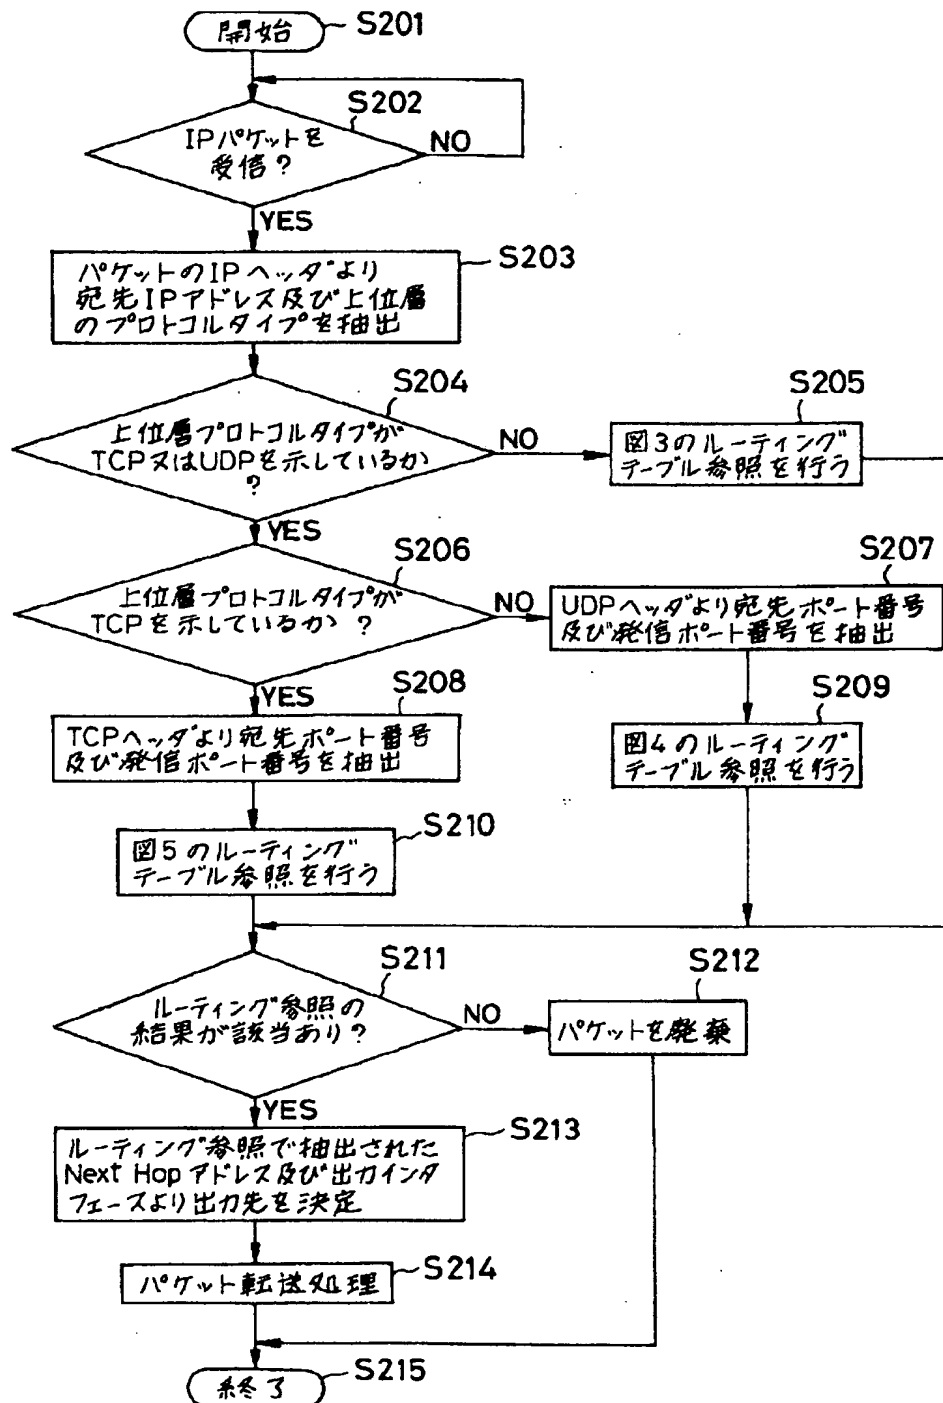 開始
S201
S202
IPパケットを
受信?
NO
YES
S203
パケットのIPヘッダより
宛先IPアドレス及び上位層
のプロトコルタイプを抽出
S204
上位層プロトコルタイプが
TCP又はUDPを示しているか
?
NO
S205
図3のルーティング
テーブル参照を行う
YES
S206
上位層プロトコルタイプが
TCPを示しているか?
NO
S207
UDPヘッダより宛先ポート番号
及び発信ポート番号を抽出
YES
S208
TCPヘッダより宛先ポート番号
及び発信ポート番号を抽出
S209
図4のルーティング
テーブル参照を行う
S210
図5のルーティング
テーブル参照を行う
S211
ルーティング参照の
結果が該当あり?
NO
S212
パケットを廃棄
YES
S213
ルーティング参照で抽出された
Next Hopアドレス及び出力インタ
フェースより出力先を決定
S214
パケット転送処理
S215
終了